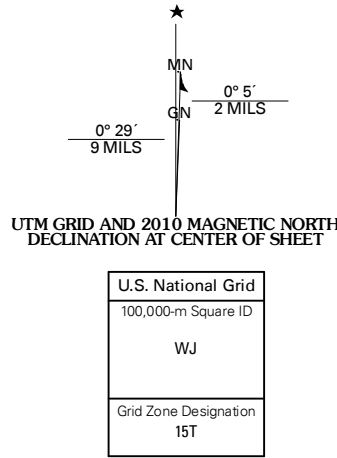 ★
MN
0° 5´
2 MILS
GN
0° 29´
9 MILS
UTM GRID AND 2010 MAGNETIC NORTH
DECLINATION AT CENTER OF SHEET
U.S. National Grid
100,000-m Square ID
WJ
Grid Zone Designation
15T